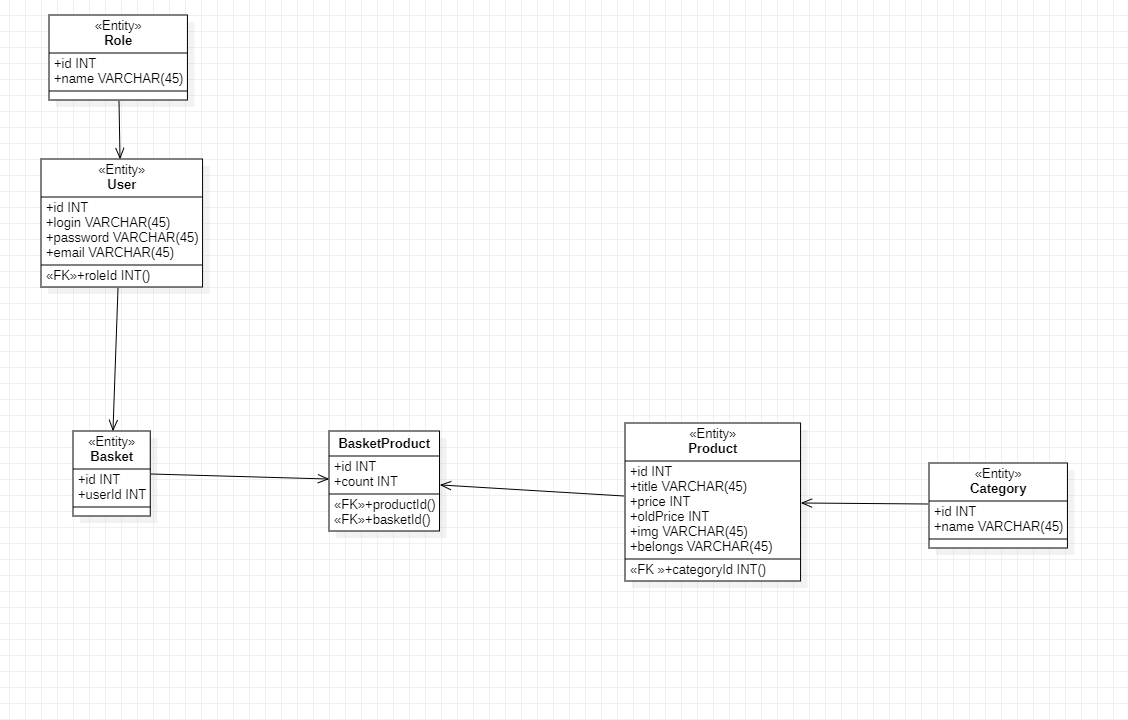 «Entity»
Role
+id INT
+name VARCHAR(45)
«Entity»
User
+id INT
+login VARCHAR(45)
+password VARCHAR(45)
+email VARCHAR(45)
«FK»+roleId INT()
«Entity»
Basket
+id INT
+userId INT
BasketProduct
+id INT
+count INT
«FK»+productId()
«FK»+basketId()
«Entity»
Product
+id INT
+title VARCHAR(45)
+price INT
+oldPrice INT
+img VARCHAR(45)
+belongs VARCHAR(45)
«FK »+categoryId INT()
«Entity»
Category
+id INT
+name VARCHAR(45)